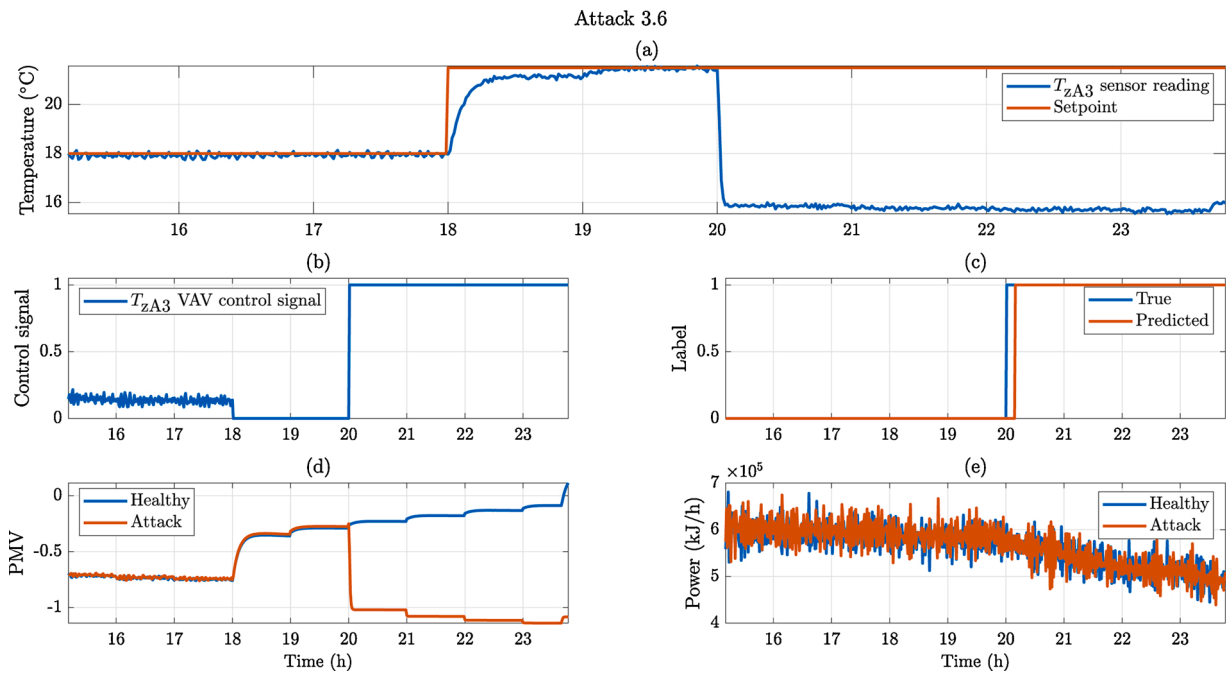 Attack 3.6
(a)
Temperature (°C)
20
18
16
TzA3 sensor reading
Setpoint
16 17 18 19 20 21 22 23
(b)
Control signal
1
0.5
0
TzA3 VAV control signal
16 17 18 19 20 21 22 23
(c)
Label
1
0.5
0
True
Predicted
16 17 18 19 20 21 22 23
(d)
PMV
0
-0.5
-1
Healthy
Attack
16 17 18 19 20 21 22 23
Time (h)
(e)
×10⁵
Power (kJ/h)
7
6
5
4
Healthy
Attack
16 17 18 19 20 21 22 23
Time (h)